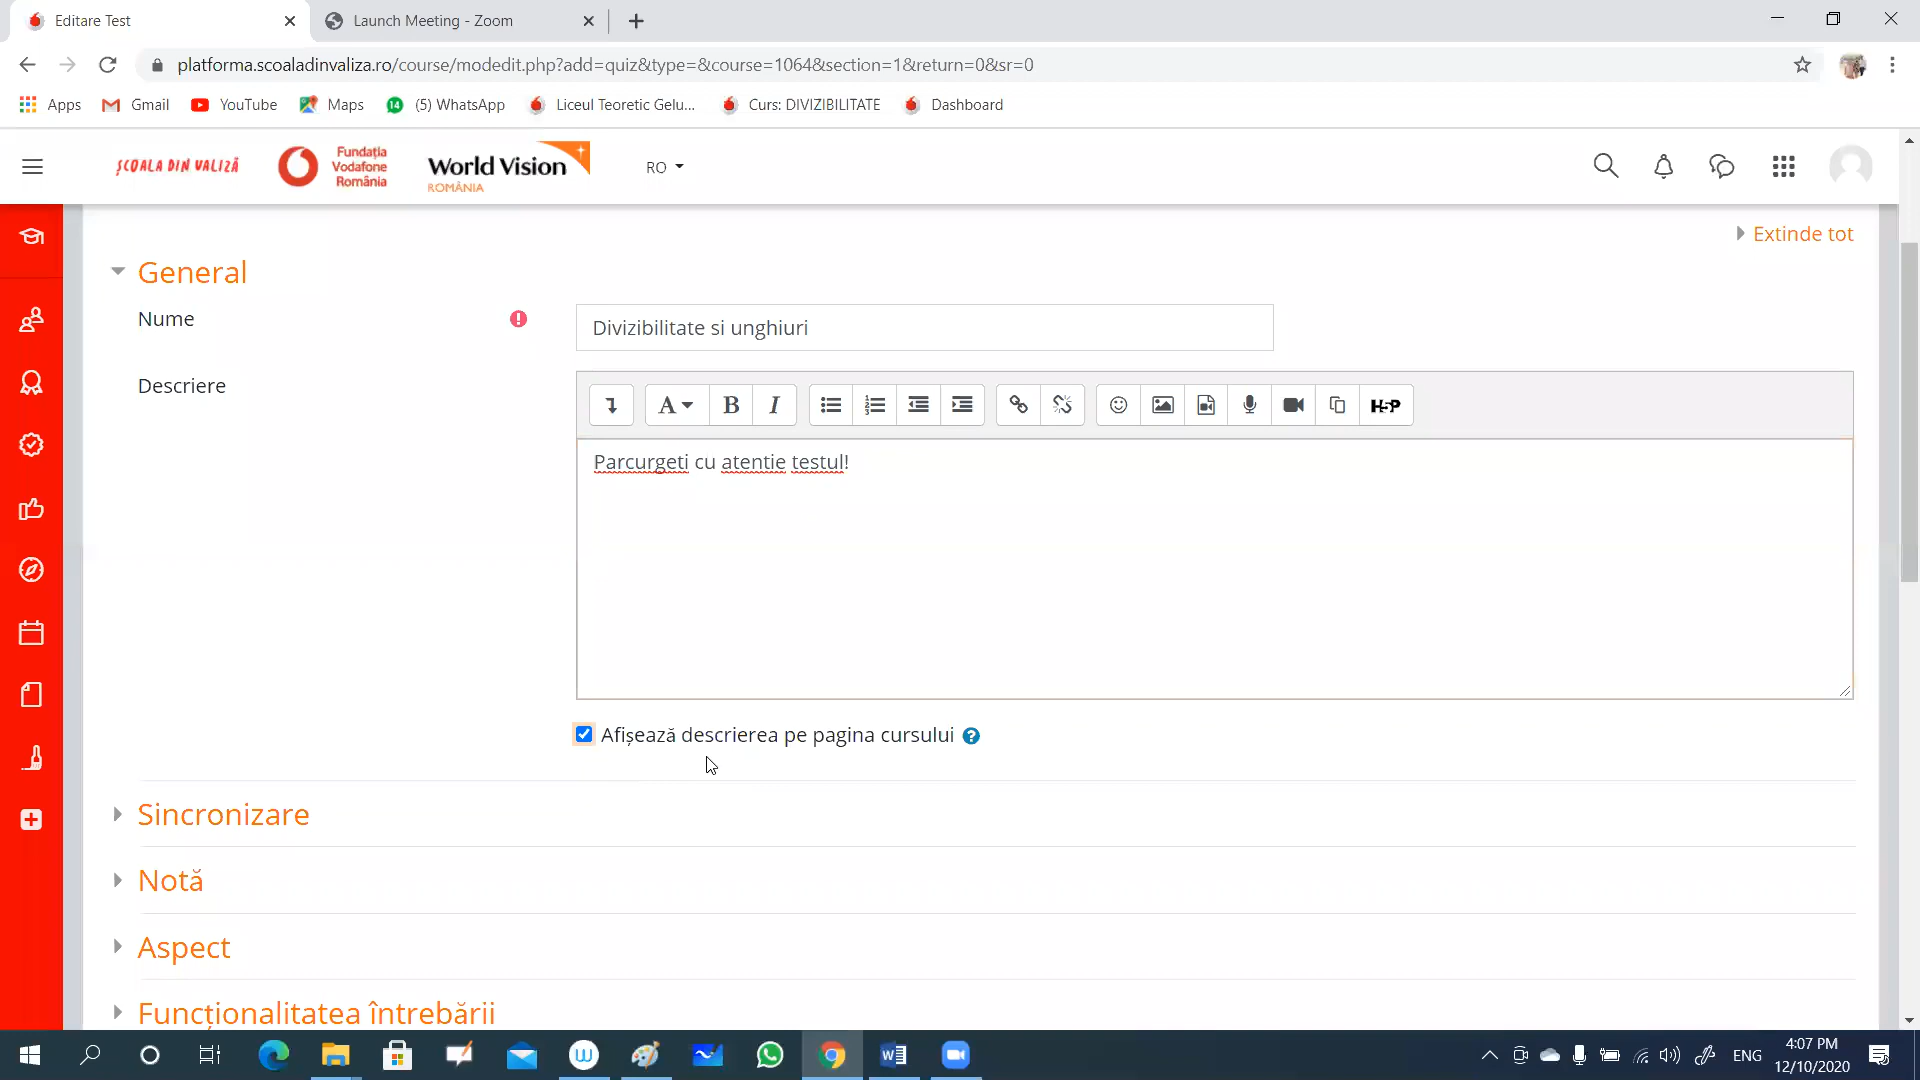 Editare Test
Launch Meeting - Zoom
platforma.scoaladinvaliza.ro/course/modedit.php?add=quiz&type=&course=1064&section=1&return=0&sr=0
Apps
Gmail
YouTube
Maps
14
(5) WhatsApp
Liceul Teoretic Gelu...
Curs: DIVIZIBILITATE
Dashboard
ȘCOALA DIN VALIZĂ
Fundația
Vodafone
România
World Vision
ROMÂNIA
RO
Extinde tot
General
Nume
Divizibilitate si unghiuri
Descriere
A
B
I
H-P
Parcurgeti cu atentie testul!
Afișează descrierea pe pagina cursului
Sincronizare
Notă
Aspect
Funcționalitatea întrebării
ENG
4:07 PM
12/10/2020